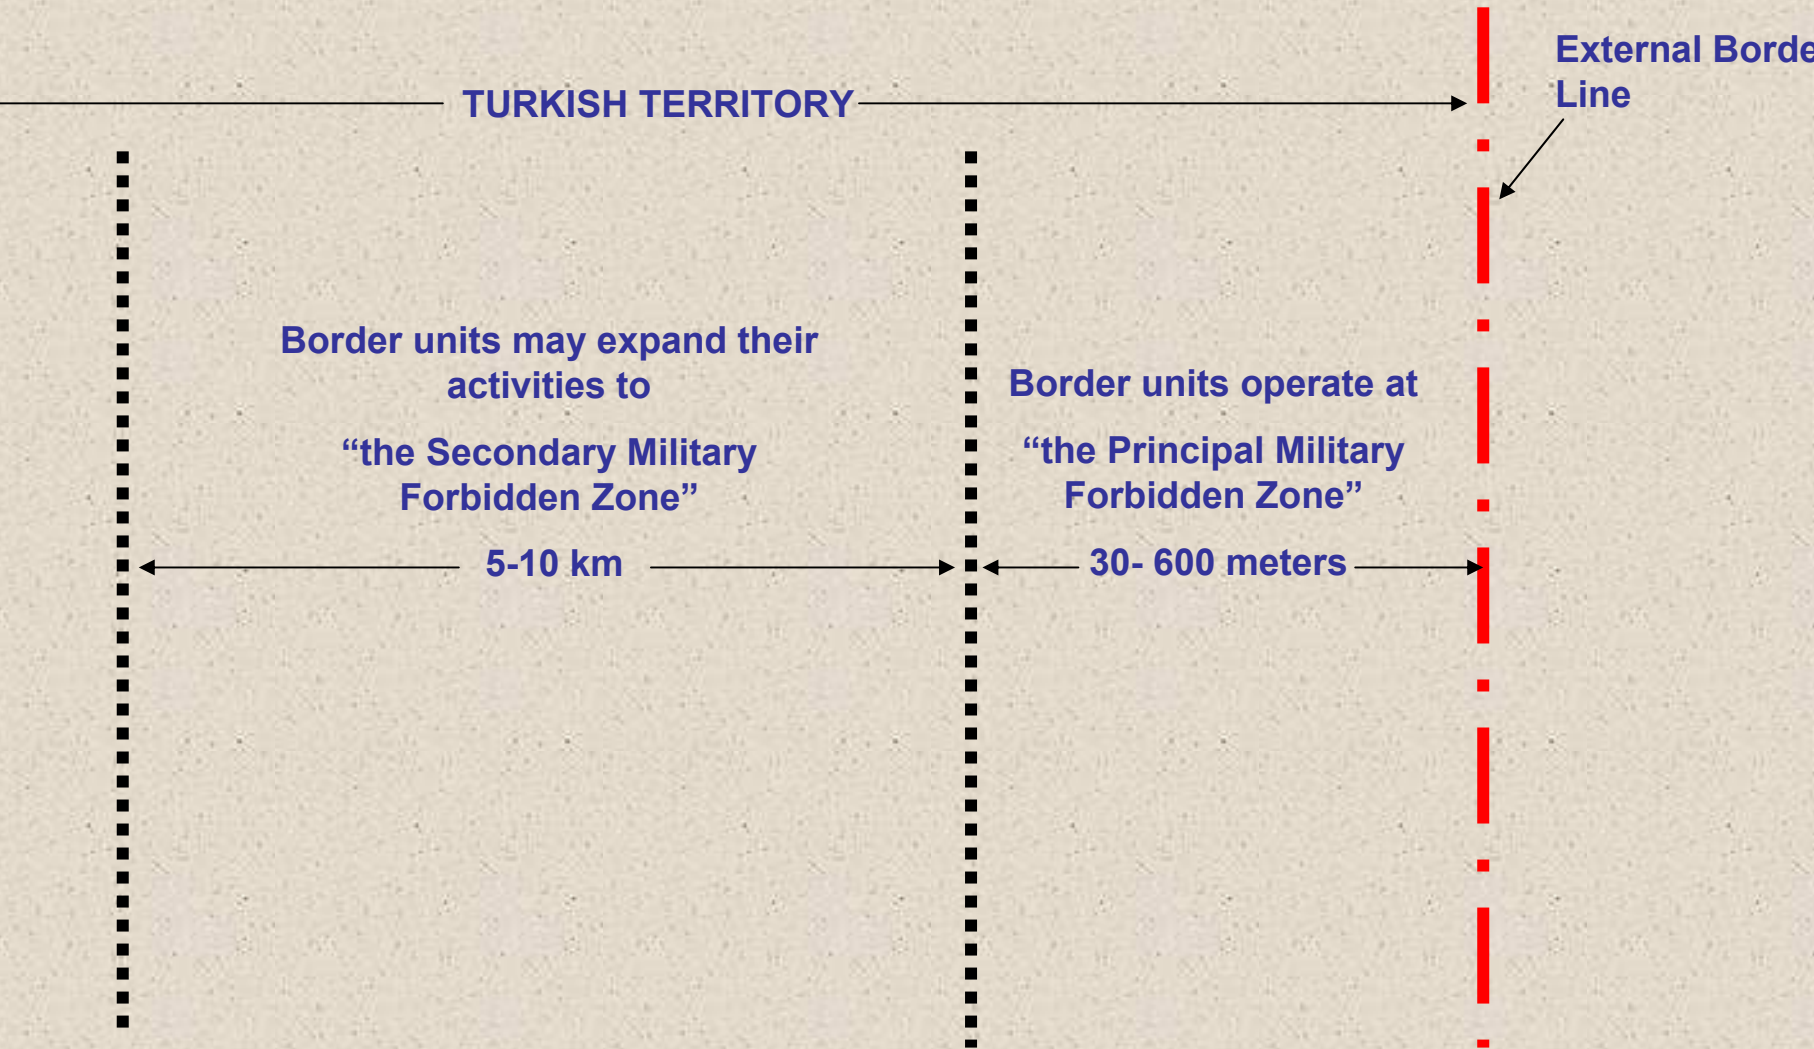 External Borde
Line
TURKISH TERRITORY
Border units may expand their
activities to
“the Secondary Military
Forbidden Zone”
5-10 km
Border units operate at
“the Principal Military
Forbidden Zone”
30- 600 meters